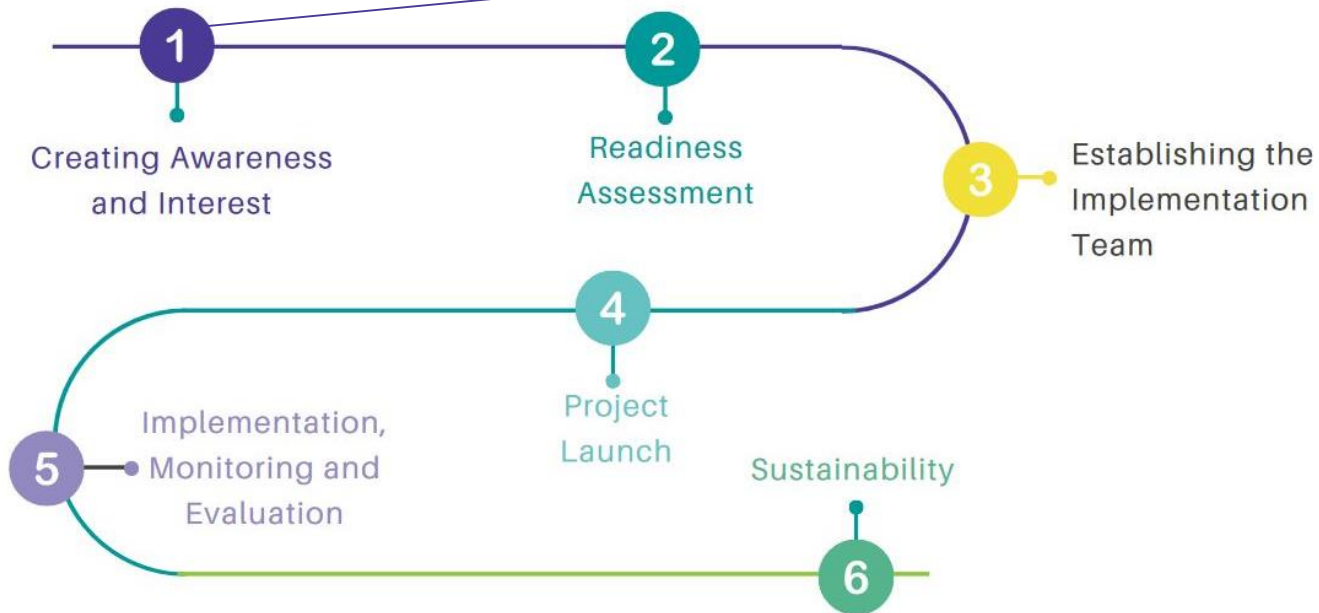 1
Creating Awareness
and Interest
2
Readiness
Assessment
3
Establishing the
Implementation
Team
4
Project
Launch
5
Implementation,
Monitoring and
Evaluation
6
Sustainability